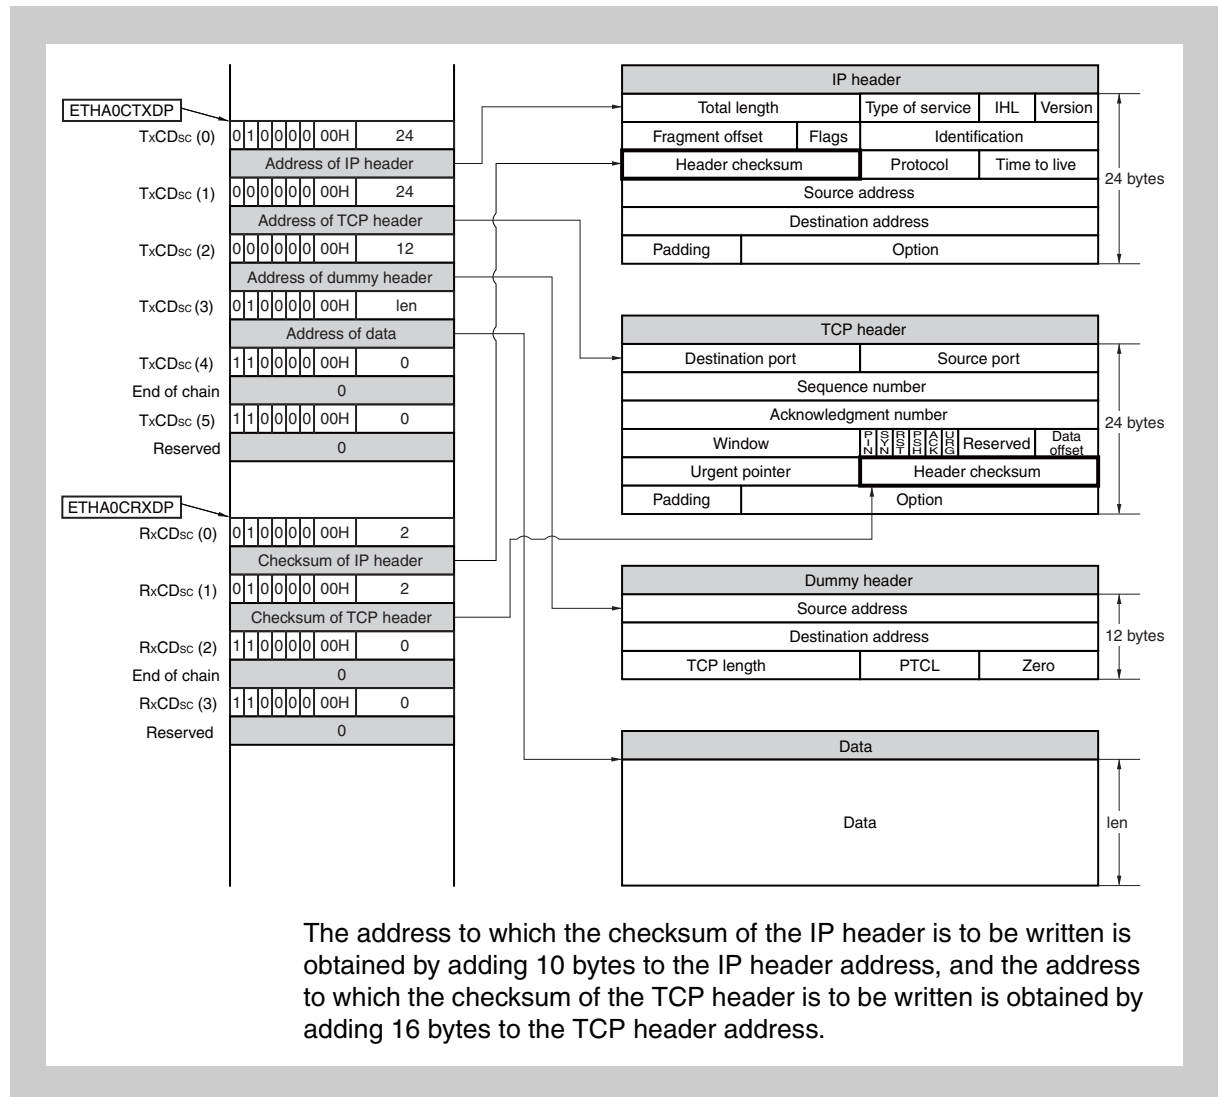 ETHA0CTXDP
TxCDsc (0) 0 1 0 0 0 0 00H 24
Address of IP header
TxCDsc (1) 0 0 0 0 0 0 00H 24
Address of TCP header
TxCDsc (2) 0 0 0 0 0 0 00H 12
Address of dummy header
TxCDsc (3) 0 1 0 0 0 0 00H len
Address of data
TxCDsc (4) 1 1 0 0 0 0 00H 0
End of chain 0
TxCDsc (5) 1 1 0 0 0 0 00H 0
Reserved 0
ETHA0CRXDP
RxCDsc (0) 0 1 0 0 0 0 00H 2
Checksum of IP header
RxCDsc (1) 0 1 0 0 0 0 00H 2
Checksum of TCP header
RxCDsc (2) 1 1 0 0 0 0 00H 0
End of chain 0
RxCDsc (3) 1 1 0 0 0 0 00H 0
Reserved 0
IP header
Total length Type of service IHL Version
Fragment offset Flags Identification
Header checksum Protocol Time to live
24 bytes
Source address
Destination address
Padding Option
TCP header
Destination port Source port
Sequence number
Acknowledgment number
24 bytes
Window PIN SYN RST PSH ACK URG Reserved Data offset
Urgent pointer Header checksum
Padding Option
Dummy header
Source address
Destination address
12 bytes
TCP length PTCL Zero
Data
Data
len
The address to which the checksum of the IP header is to be written is
obtained by adding 10 bytes to the IP header address, and the address
to which the checksum of the TCP header is to be written is obtained by
adding 16 bytes to the TCP header address.